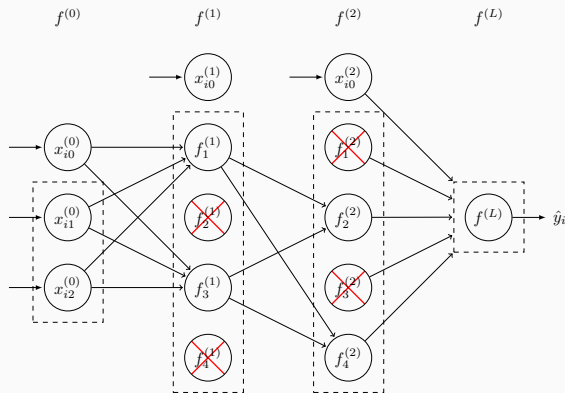 f^{(0)} f^{(1)} f^{(2)} f^{(L)}
x_{i0}^{(1)} x_{i0}^{(2)}
x_{i0}^{(0)} f_1^{(1)} f_1^{(2)}
x_{i1}^{(0)} f_2^{(1)} f_2^{(2)} f^{(L)} ŷ_i
x_{i2}^{(0)} f_3^{(1)} f_3^{(2)}
f_4^{(1)} f_4^{(2)}